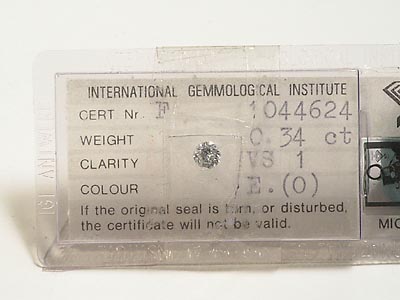 INTERNATIONAL GEMMOLOGICAL INSTITUTE
CERT Nr. F 1044624
WEIGHT 0.34 ct
CLARITY VS 1
COLOUR E.(O)
If the original seal is torn, or disturbed,
the certificate will not be valid.
MIC